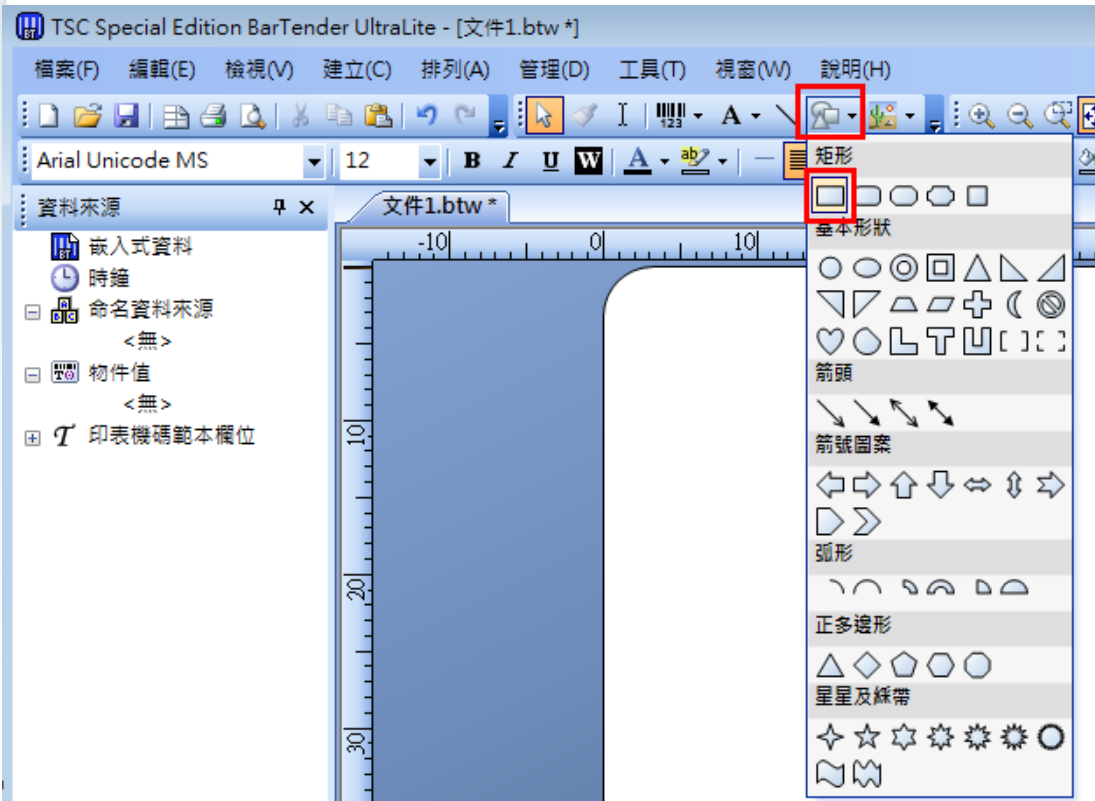 TSC Special Edition BarTender UltraLite - [文件1.btw *]
檔案(F) 編輯(E) 檢視(V) 建立(C) 排列(A) 管理(D) 工具(T) 視窗(W) 說明(H)
123 A
Arial Unicode MS 12 B I U W A ab
矩形
資料來源 文件1.btw *
基本形狀
-10 0 10
嵌入式資料
時鐘
命名資料來源
<無>
物件值
<無>
箭頭
印表機碼範本欄位
10
箭號圖案
弧形
20
正多邊形
星星及綵帶
30